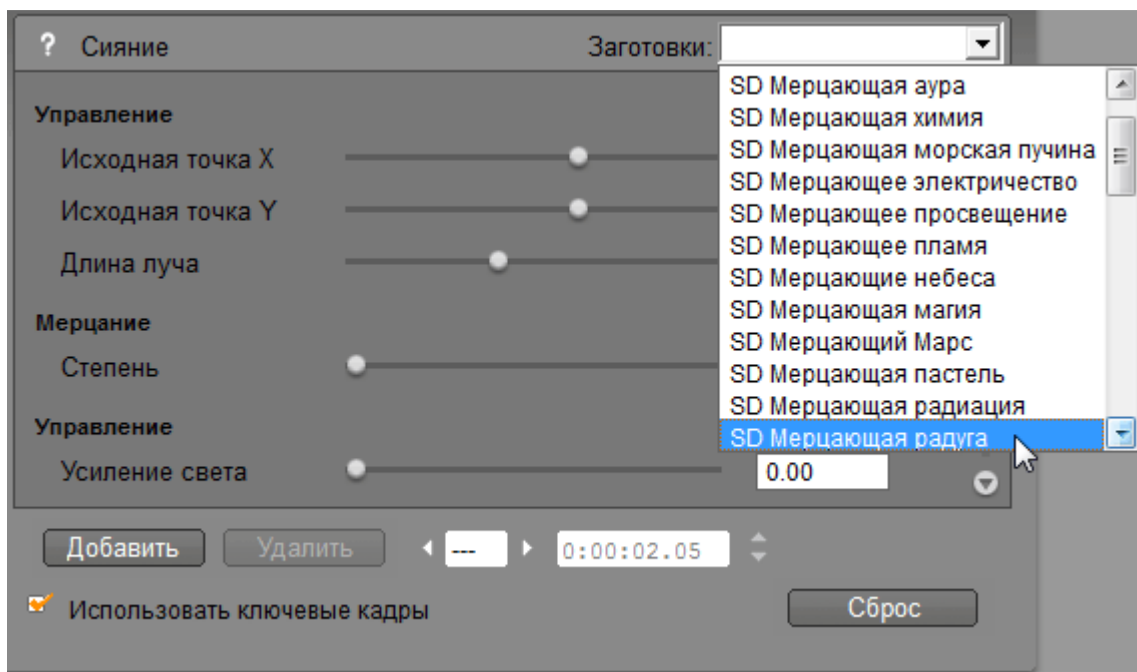 ? Сияние Заготовки:
SD Мерцающая аура
Управление
SD Мерцающая химия
Исходная точка X
SD Мерцающая морская пучина
SD Мерцающее электричество
Исходная точка Y
SD Мерцающее просвещение
SD Мерцающее пламя
Длина луча
SD Мерцающие небеса
SD Мерцающая магия
Мерцание
SD Мерцающий Марс
Степень
SD Мерцающая пастель
SD Мерцающая радиация
Управление
SD Мерцающая радуга
Усиление света 0.00
Добавить Удалить --- 0:00:02.05
Использовать ключевые кадры Сброс